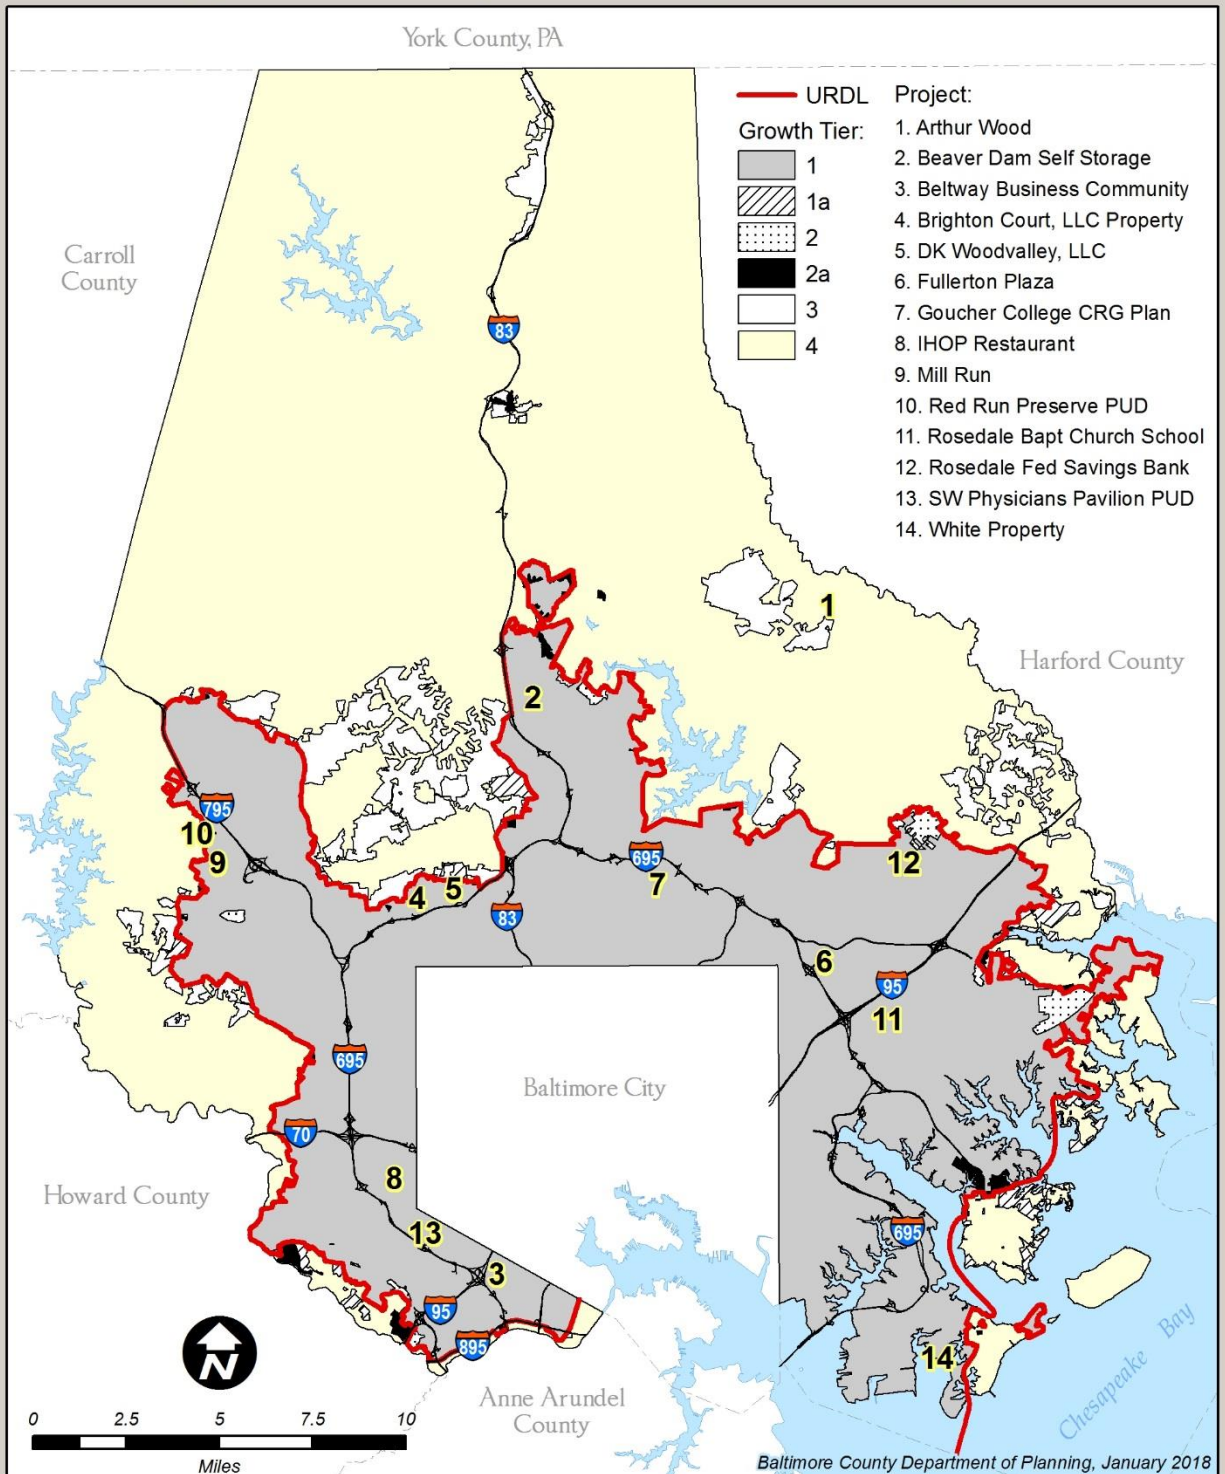 York County, PA
URDL
Growth Tier:
1
1a
2
2a
3
4
Project:
1. Arthur Wood
2. Beaver Dam Self Storage
3. Beltway Business Community
4. Brighton Court, LLC Property
5. DK Woodvalley, LLC
6. Fullerton Plaza
7. Goucher College CRG Plan
8. IHOP Restaurant
9. Mill Run
10. Red Run Preserve PUD
11. Rosedale Bapt Church School
12. Rosedale Fed Savings Bank
13. SW Physicians Pavilion PUD
14. White Property
Carroll
County
83
1
Harford County
2
795
10
9
695
12
7
4
5
83
6
95
11
695
Baltimore City
70
8
Howard County
13
695
3
95
895
14
N
Anne Arundel
County
Chesapeake Bay
0 2.5 5 7.5 10
Miles
Baltimore County Department of Planning, January 2018